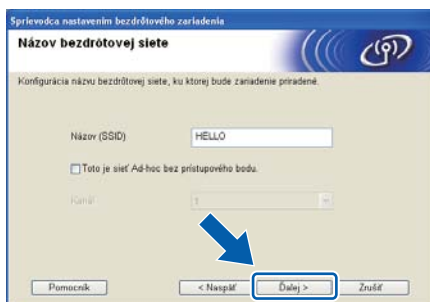 Sprievodca nastavením bezdrôtového zariadenia
Názov bezdrôtovej siete
Konfigurácia názvu bezdrôtovej siete, ku ktorej bude zariadenie priradené.
Názov (SSID) HELLO
Toto je sieť Ad-hoc bez prístupového bodu.
Kanál 1
Pomocník < Naspäť Ďalej > Zrušiť